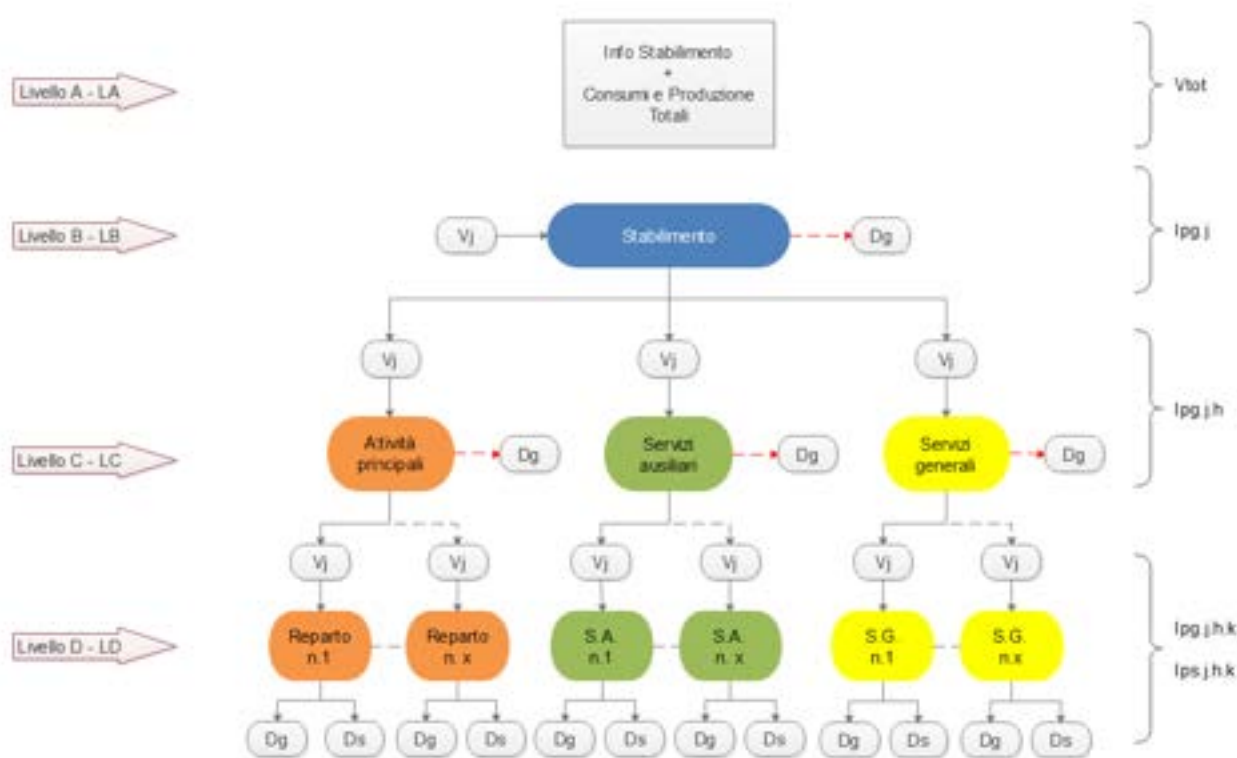 Info Stabilimento
+
Consumi e Produzione
Totali
Livello A - LA
Vtot
Livello B - LB
Vj
Stabilimento
Dg
Ipg.j
Vj
Vj
Vj
Ipg.j.h
Livello C - LC
Attività
principali
Dg
Servizi
ausiliari
Dg
Servizi
generali
Dg
Vj
Vj
Vj
Vj
Vj
Vj
Livello D - LD
Reparto
n.1
Reparto
n. x
S.A.
n.1
S.A.
n. x
S.G.
n.1
S.G.
n.x
Ipg.j.h.k
Ips.j.h.k
Dg
Ds
Dg
Ds
Dg
Ds
Dg
Ds
Dg
Ds
Dg
Ds